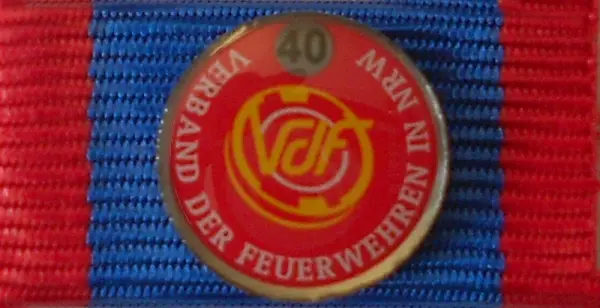 40
VERBAND DER FEUERWEHREN IN NRW
VdF